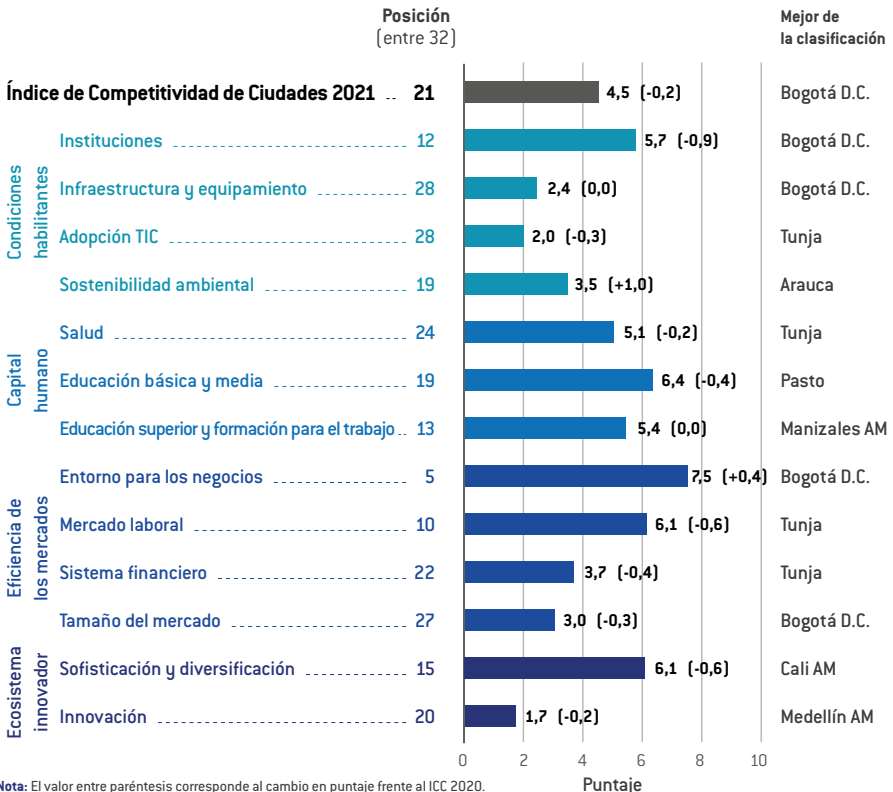 Posición
(entre 32)
Mejor de
la clasificación
Índice de Competitividad de Ciudades 2021 21 4,5 (-0,2) Bogotá D.C.
Condiciones
habilitantes
Instituciones 12 5,7 (-0,9) Bogotá D.C.
Infraestructura y equipamiento 28 2,4 (0,0) Bogotá D.C.
Adopción TIC 28 2,0 (-0,3) Tunja
Sostenibilidad ambiental 19 3,5 (+1,0) Arauca
Capital
humano
Salud 24 5,1 (-0,2) Tunja
Educación básica y media 19 6,4 (-0,4) Pasto
Educación superior y formación para el trabajo 13 5,4 (0,0) Manizales AM
Eficiencia de
los mercados
Entorno para los negocios 5 7,5 (+0,4) Bogotá D.C.
Mercado laboral 10 6,1 (-0,6) Tunja
Sistema financiero 22 3,7 (-0,4) Tunja
Tamaño del mercado 27 3,0 (-0,3) Bogotá D.C.
Ecosistema
innovador
Sofisticación y diversificación 15 6,1 (-0,6) Cali AM
Innovación 20 1,7 (-0,2) Medellín AM
0 2 4 6 8 10
Puntaje
Nota: El valor entre paréntesis corresponde al cambio en puntaje frente al ICC 2020.